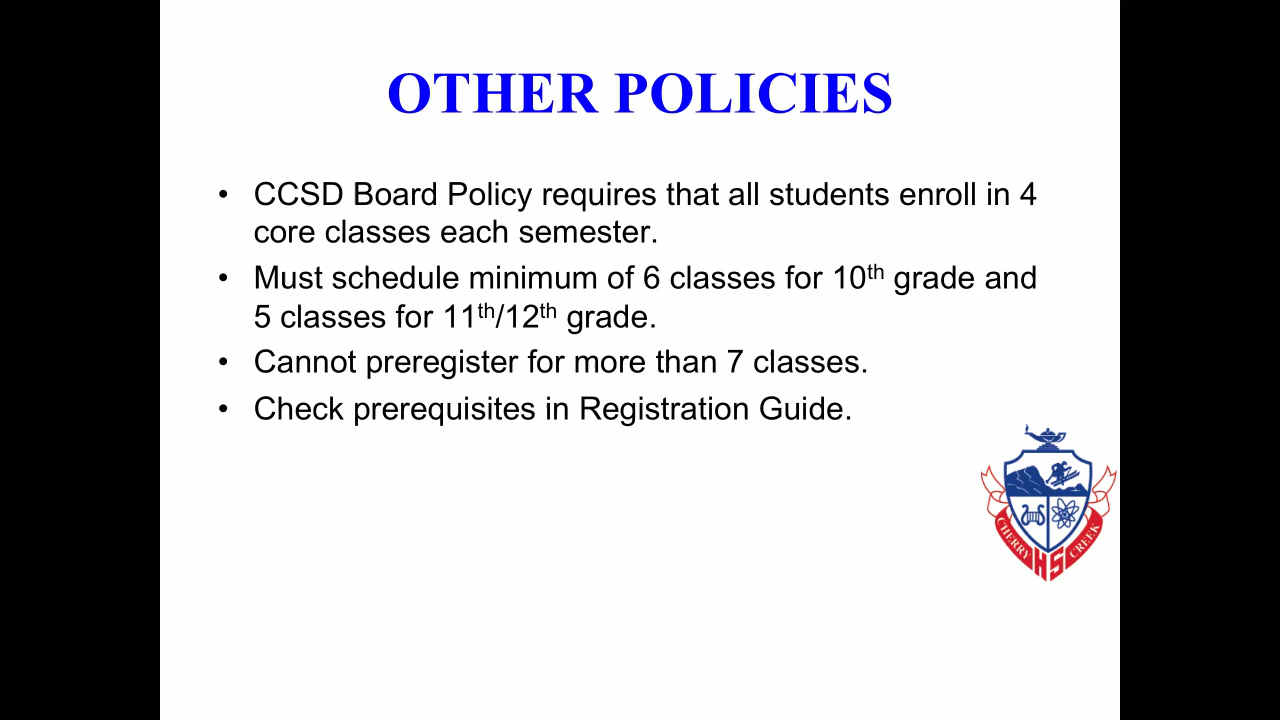 OTHER POLICIES
• CCSD Board Policy requires that all students enroll in 4
core classes each semester.
• Must schedule minimum of 6 classes for 10th grade and
5 classes for 11th/12th grade.
• Cannot preregister for more than 7 classes.
• Check prerequisites in Registration Guide.
CHERRY CREEK
HS